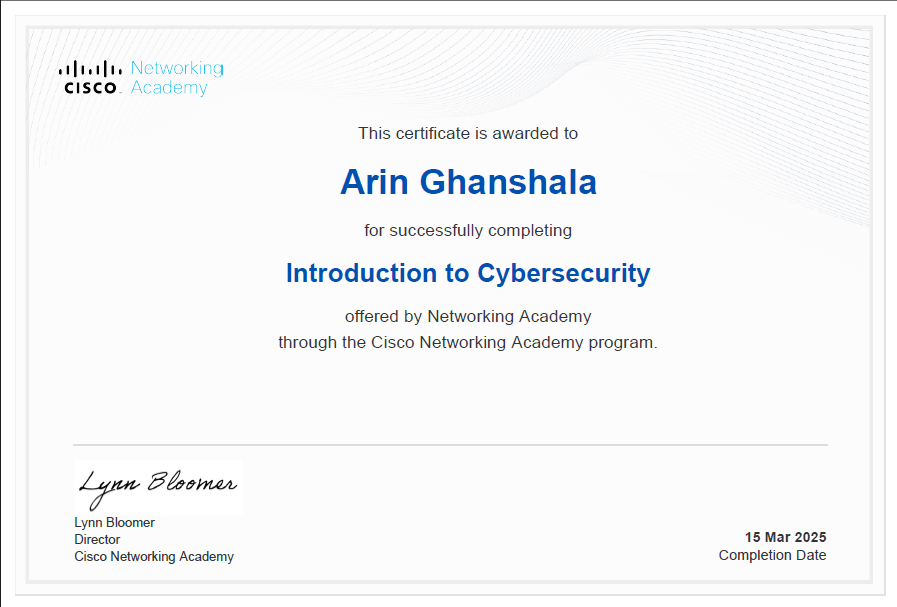 Networking
CISCO. Academy
This certificate is awarded to
Arin Ghanshala
for successfully completing
Introduction to Cybersecurity
offered by Networking Academy
through the Cisco Networking Academy program.
Lynn Bloomer
Lynn Bloomer
Director
Cisco Networking Academy
15 Mar 2025
Completion Date